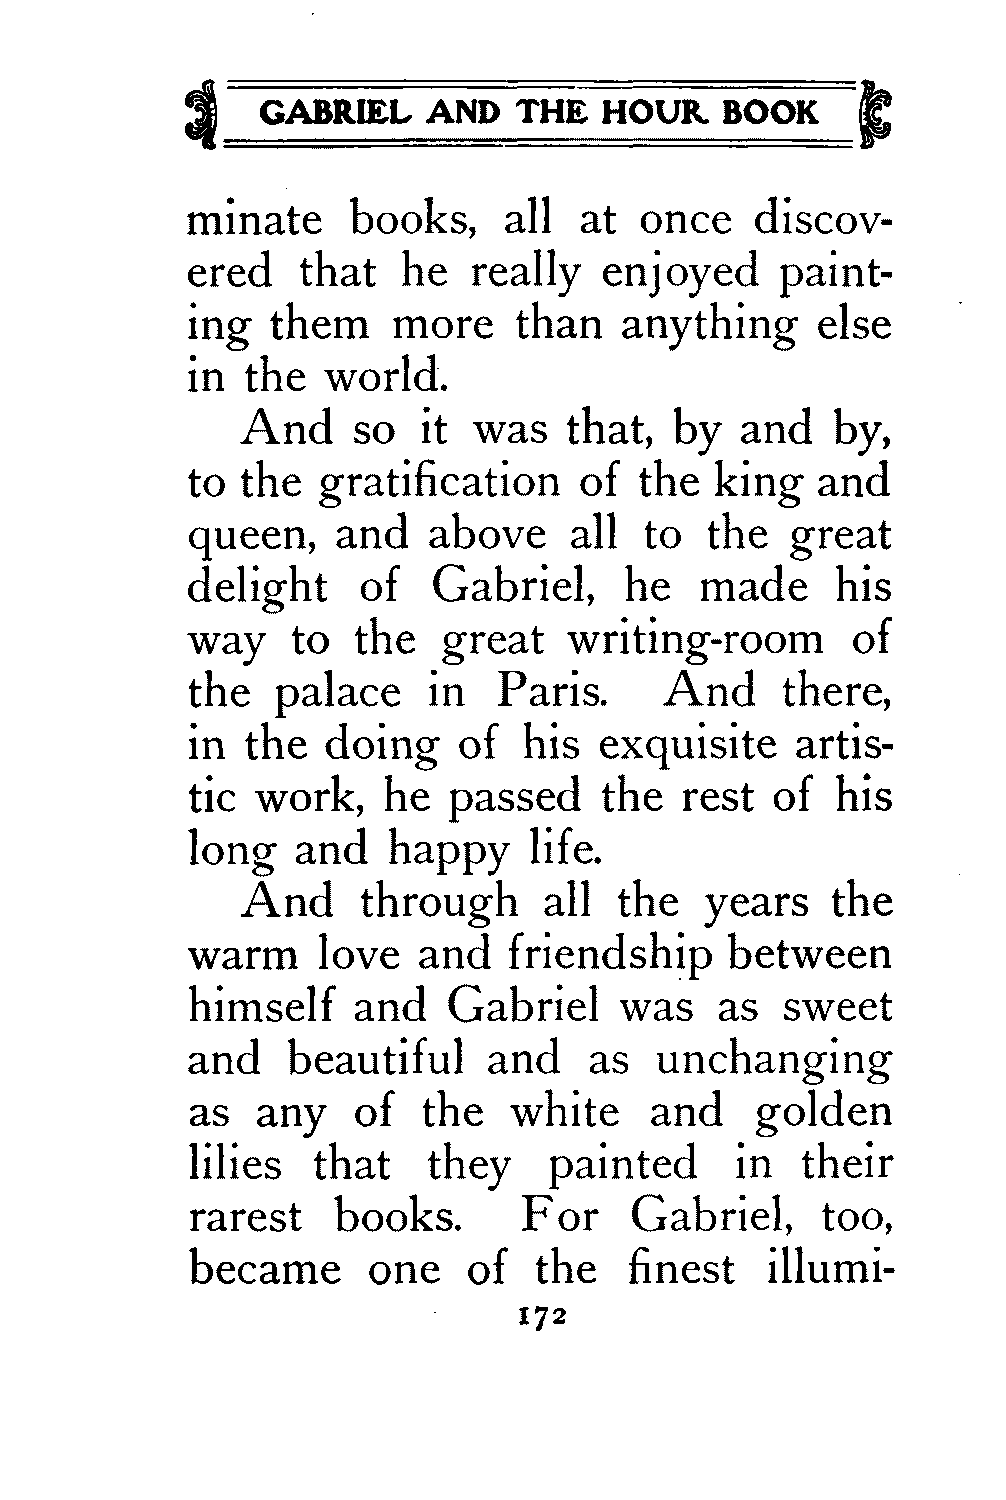 GABRIEL AND THE HOUR BOOK
minate books, all at once discov-
ered that he really enjoyed paint-
ing them more than anything else
in the world.
And so it was that, by and by,
to the gratification of the king and
queen, and above all to the great
delight of Gabriel, he made his
way to the great writing-room of
the palace in Paris. And there,
in the doing of his exquisite artis-
tic work, he passed the rest of his
long and happy life.
And through all the years the
warm love and friendship between
himself and Gabriel was as sweet
and beautiful and as unchanging
as any of the white and golden
lilies that they painted in their
rarest books. For Gabriel, too,
became one of the finest illumi-
172